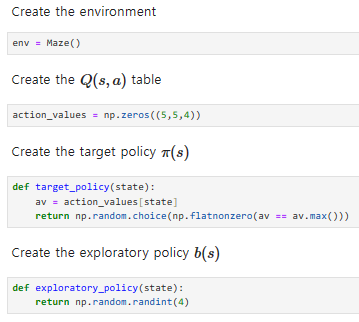 Create the environment
env = Maze()
Create the Q(s, a) table
action_values = np.zeros((5,5,4))
Create the target policy π(s)
def target_policy(state):
    av = action_values[state]
    return np.random.choice(np.flatnonzero(av == av.max()))
Create the exploratory policy b(s)
def exploratory_policy(state):
    return np.random.randint(4)